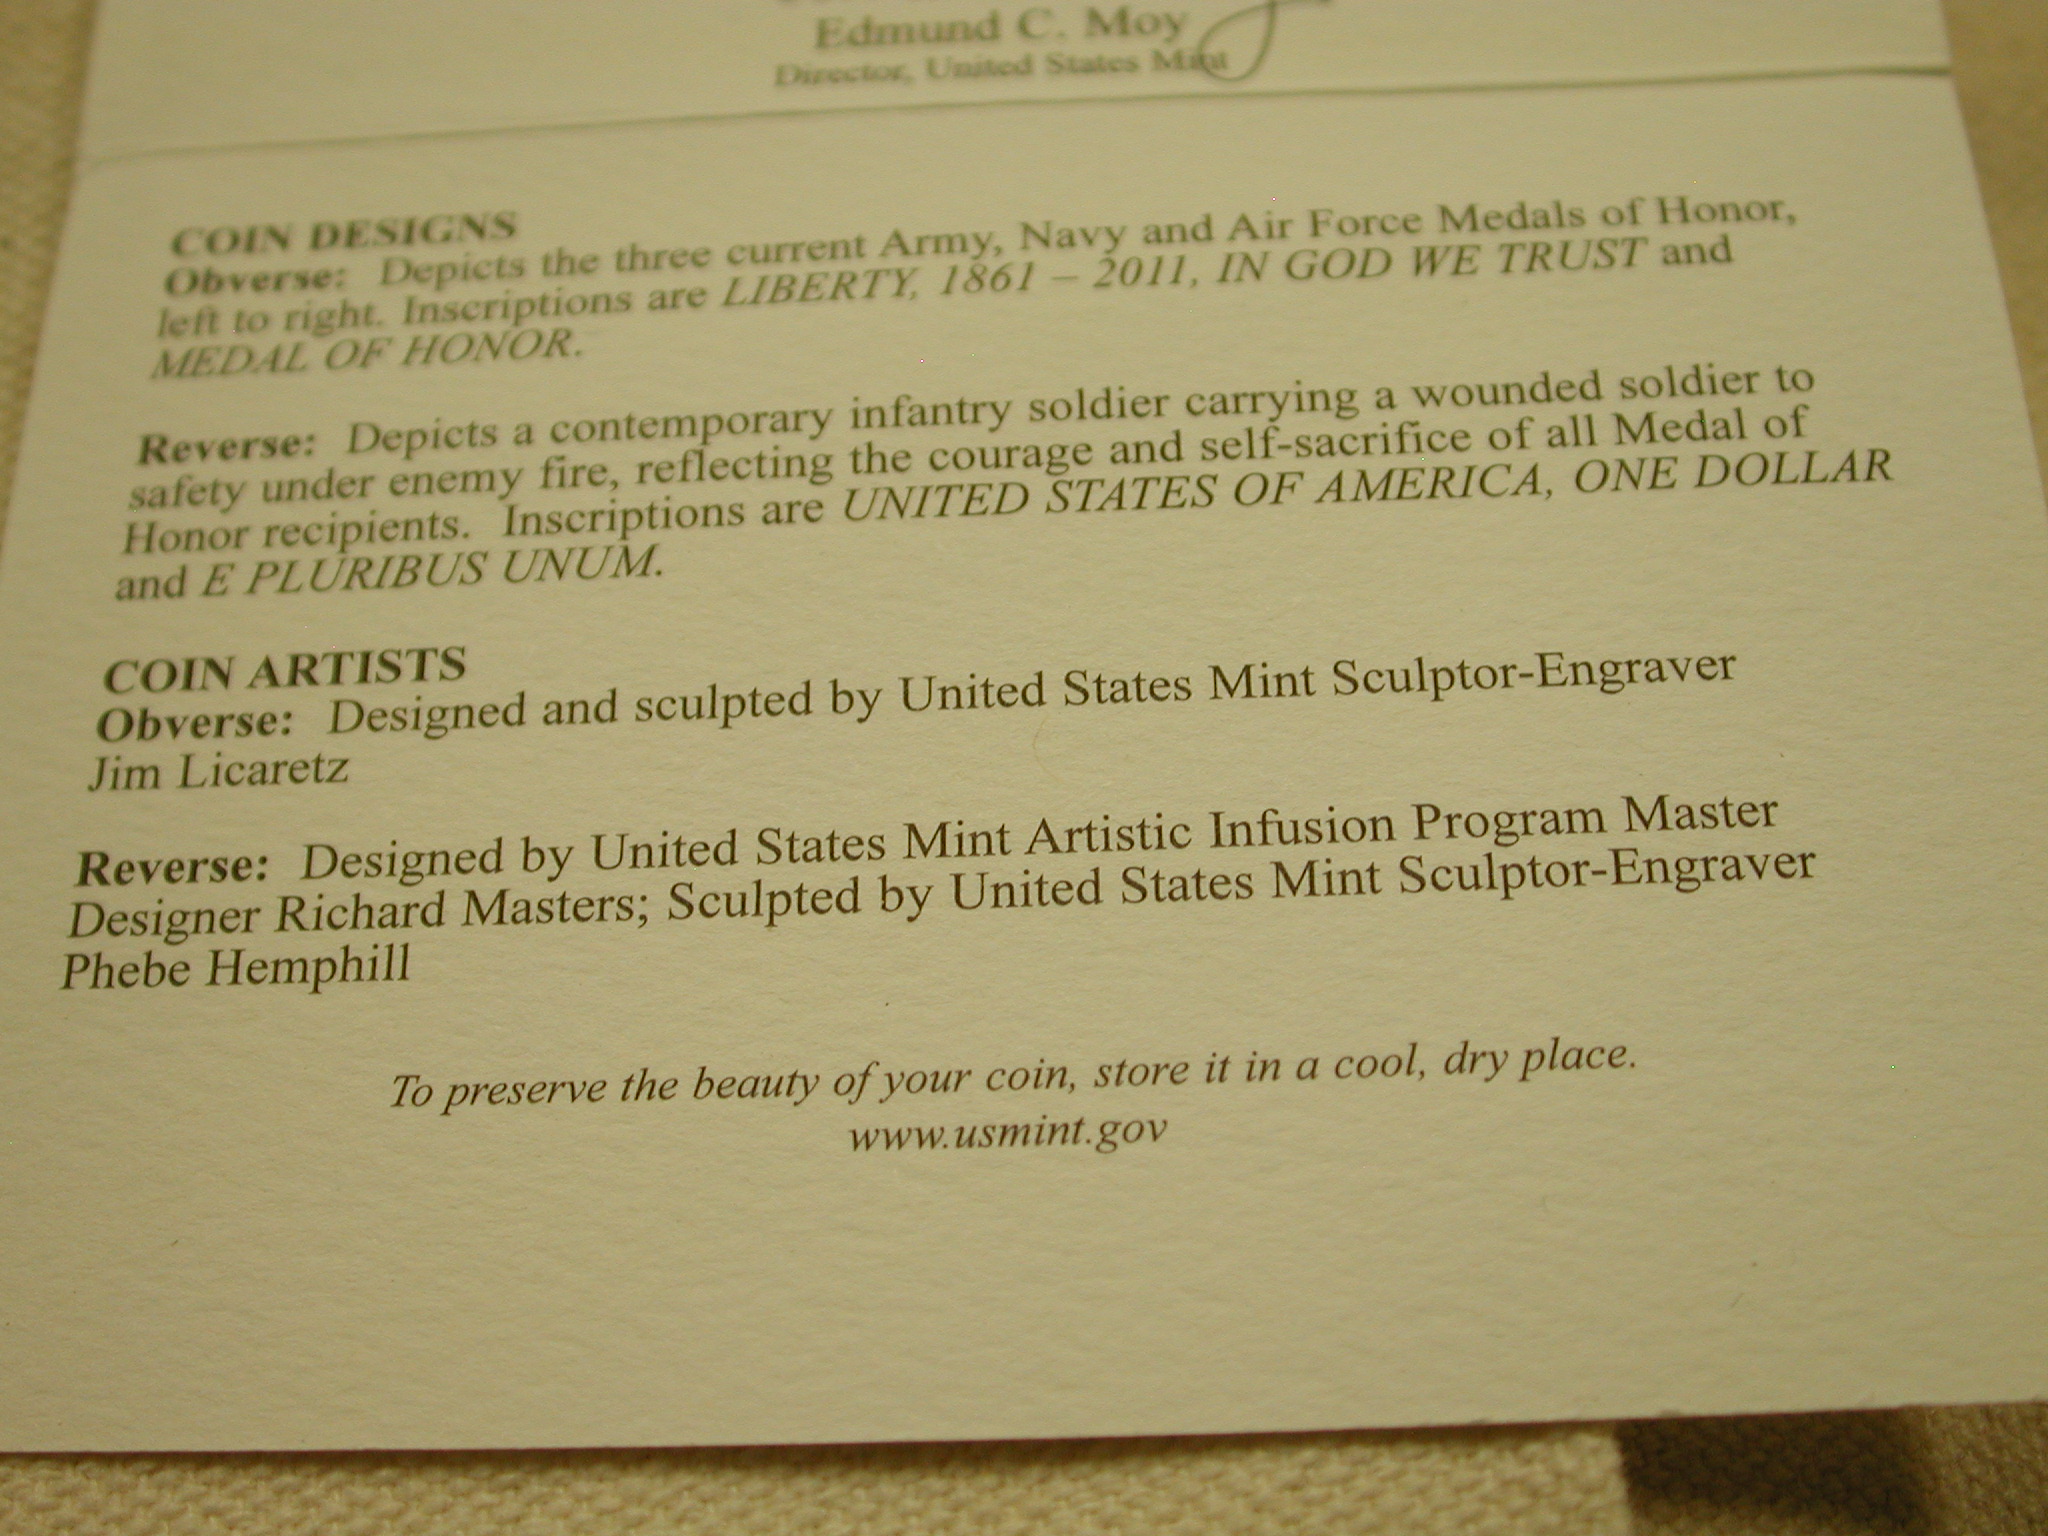 Edmund C. Moy
Director, United States Mint
COIN DESIGNS
Obverse: Depicts the three current Army, Navy and Air Force Medals of Honor,
left to right. Inscriptions are LIBERTY, 1861 – 2011, IN GOD WE TRUST and
MEDAL OF HONOR.
Reverse: Depicts a contemporary infantry soldier carrying a wounded soldier to
safety under enemy fire, reflecting the courage and self-sacrifice of all Medal of
Honor recipients. Inscriptions are UNITED STATES OF AMERICA, ONE DOLLAR
and E PLURIBUS UNUM.
COIN ARTISTS
Obverse: Designed and sculpted by United States Mint Sculptor-Engraver
Jim Licaretz
Reverse: Designed by United States Mint Artistic Infusion Program Master
Designer Richard Masters; Sculpted by United States Mint Sculptor-Engraver
Phebe Hemphill
To preserve the beauty of your coin, store it in a cool, dry place.
www.usmint.gov